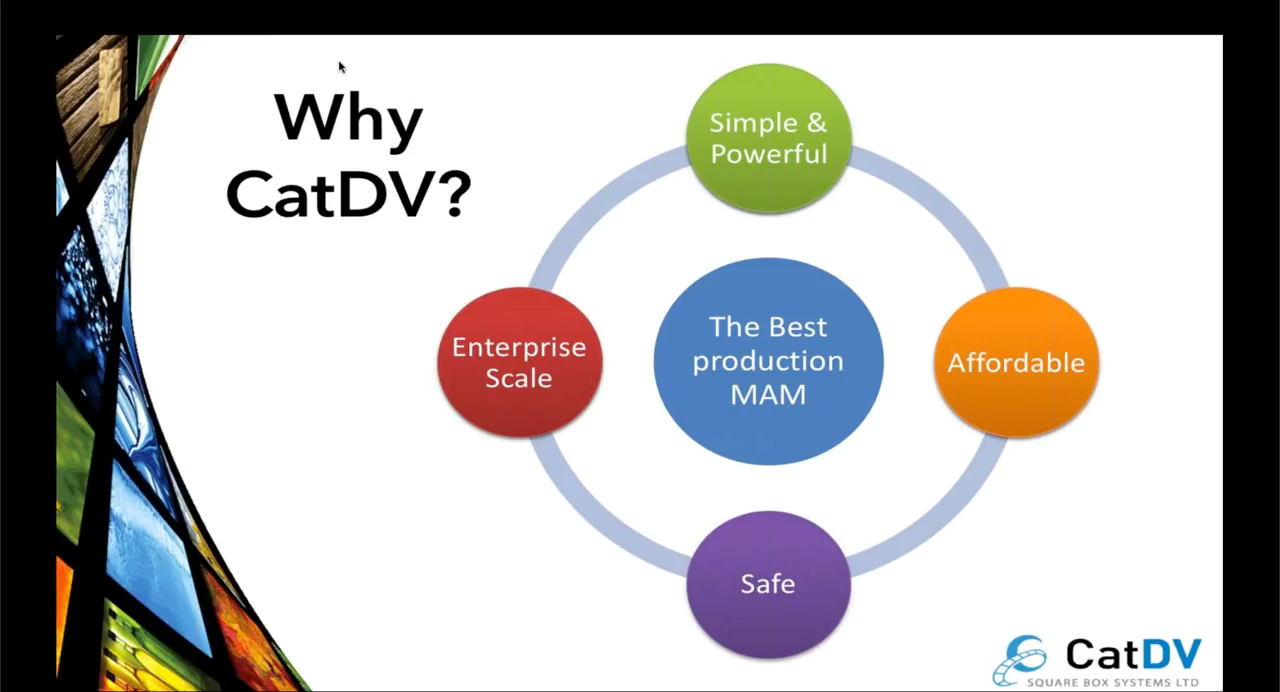 Why
CatDV?
Simple &
Powerful
Enterprise
Scale
The Best
production
MAM
Affordable
Safe
CatDV
SQUARE BOX SYSTEMS LTD